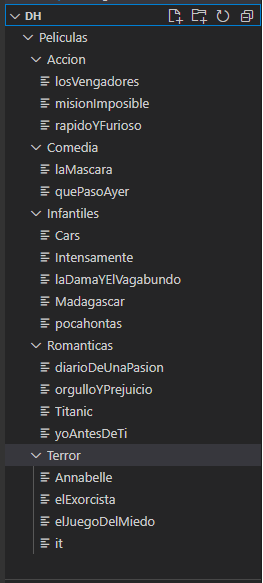 DH
Peliculas
Accion
losVengadores
misionImposible
rapidoYFurioso
Comedia
laMascara
quePasoAyer
Infantiles
Cars
Intensamente
laDamaYElVagabundo
Madagascar
pocahontas
Romanticas
diarioDeUnaPasion
orgulloYPrejuicio
Titanic
yoAntesDeTi
Terror
Annabelle
elExorcista
elJuegoDelMiedo
it